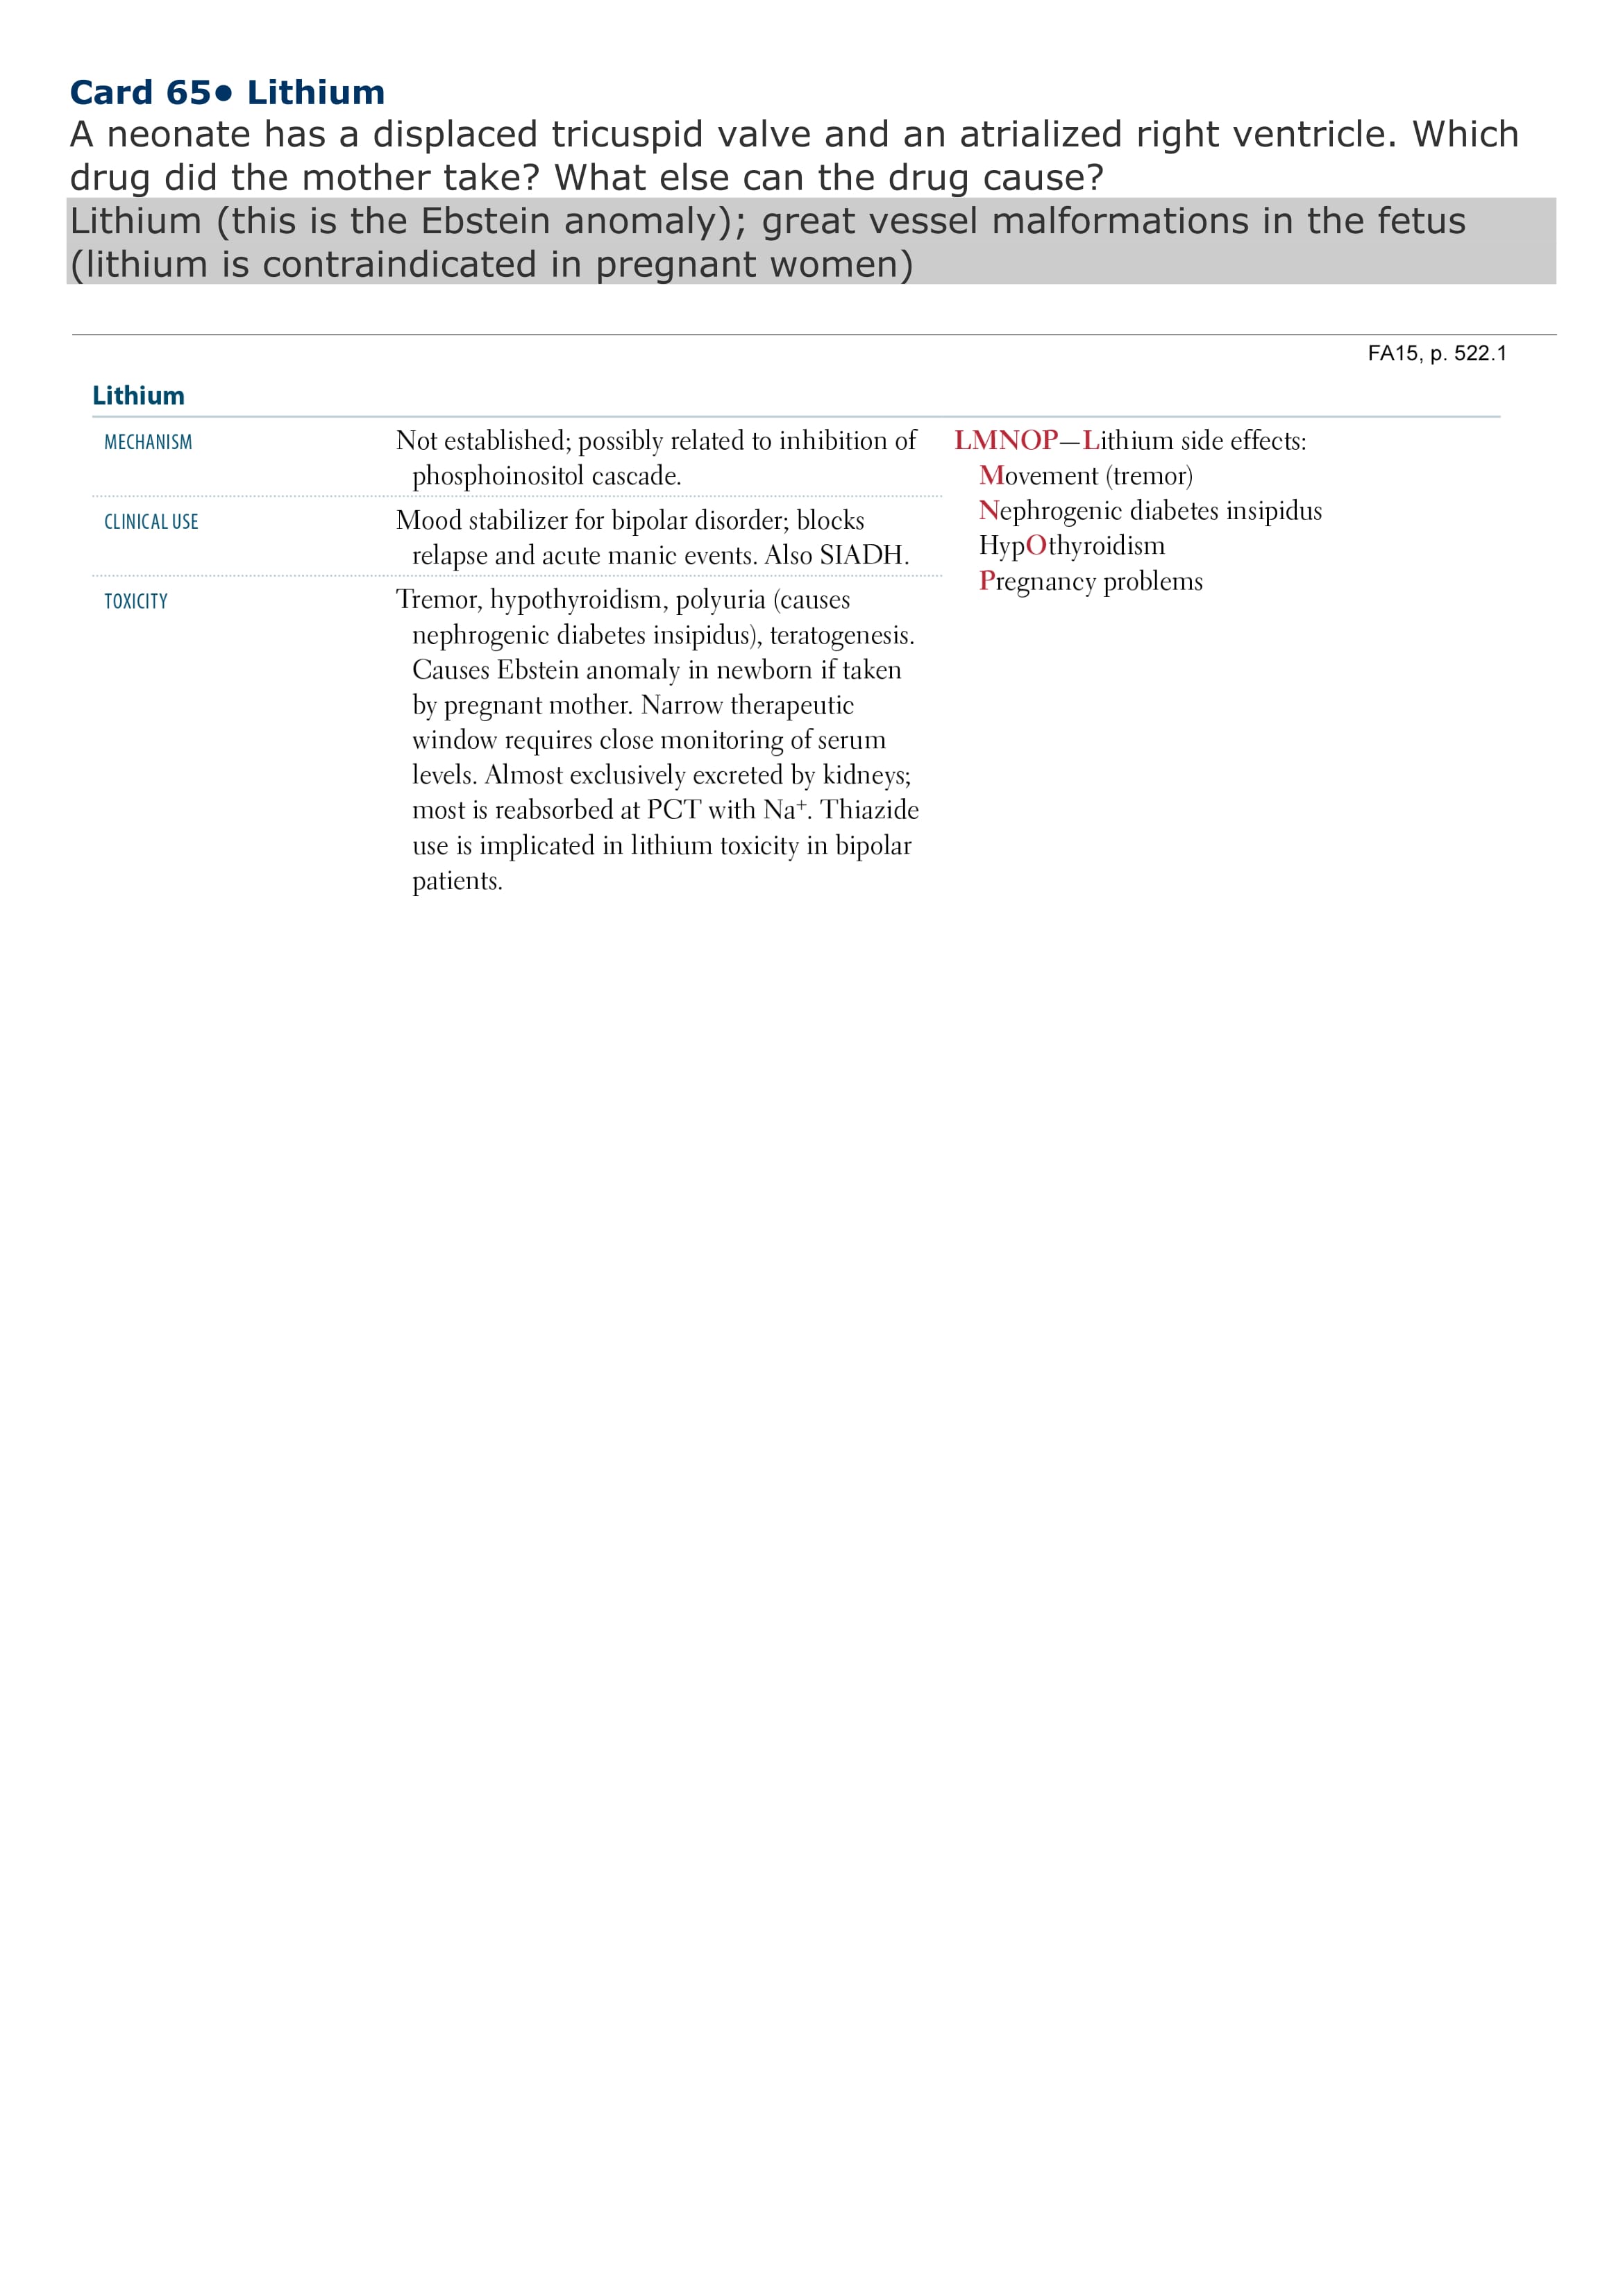 Card 65• Lithium
A neonate has a displaced tricuspid valve and an atrialized right ventricle. Which
drug did the mother take? What else can the drug cause?
Lithium (this is the Ebstein anomaly); great vessel malformations in the fetus
(lithium is contraindicated in pregnant women)
FA15, p. 522.1
Lithium
MECHANISM
Not established; possibly related to inhibition of
phosphoinositol cascade.
CLINICAL USE
Mood stabilizer for bipolar disorder; blocks
relapse and acute manic events. Also SIADH.
TOXICITY
Tremor, hypothyroidism, polyuria (causes
nephrogenic diabetes insipidus), teratogenesis.
Causes Ebstein anomaly in newborn if taken
by pregnant mother. Narrow therapeutic
window requires close monitoring of serum
levels. Almost exclusively excreted by kidneys;
most is reabsorbed at PCT with Na⁺. Thiazide
use is implicated in lithium toxicity in bipolar
patients.
LMNOP—Lithium side effects:
Movement (tremor)
Nephrogenic diabetes insipidus
HypOthyroidism
Pregnancy problems